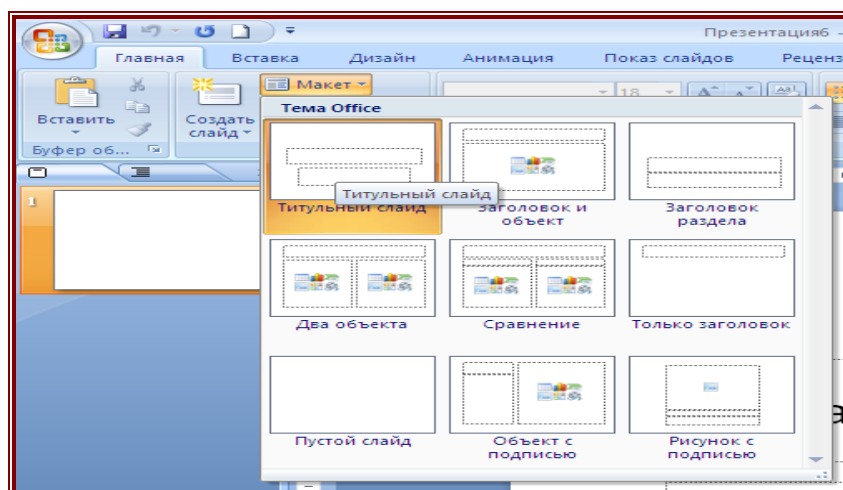 Презентация6 -
Главная Вставка Дизайн Анимация Показ слайдов Реценз
Вставить
Буфер об...
Создать
слайд
Макет
18
Тема Office
Титульный слайд
Титульный слайд
Заголовок и
объект
Заголовок
раздела
Два объекта
Сравнение
Только заголовок
Пустой слайд
Объект с
подписью
Рисунок с
подписью
1